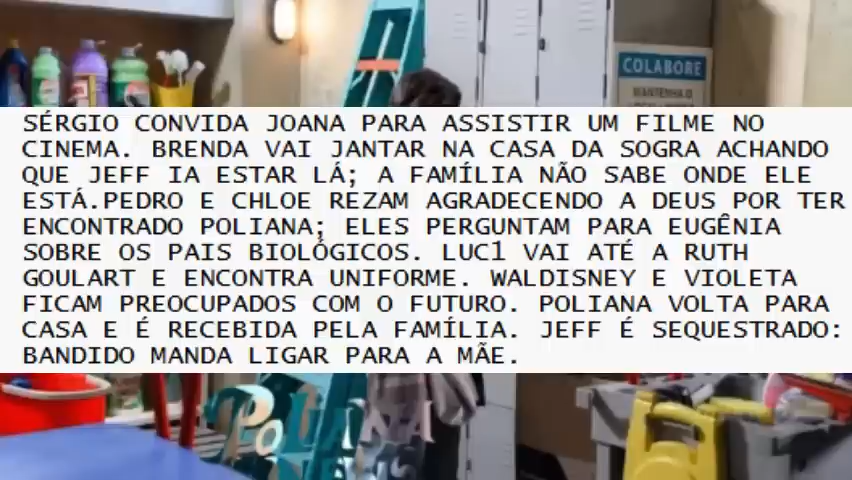 COLABORE
MANTENHA O
SÉRGIO CONVIDA JOANA PARA ASSISTIR UM FILME NO
CINEMA. BRENDA VAI JANTAR NA CASA DA SOGRA ACHANDO
QUE JEFF IA ESTAR LÁ; A FAMÍLIA NÃO SABE ONDE ELE
ESTÁ.PEDRO E CHLOE REZAM AGRADECENDO A DEUS POR TER
ENCONTRADO POLIANA; ELES PERGUNTAM PARA EUGÊNIA
SOBRE OS PAIS BIOLÓGICOS. LUC1 VAI ATÉ A RUTH
GOULART E ENCONTRA UNIFORME. WALDISNEY E VIOLETA
FICAM PREOCUPADOS COM O FUTURO. POLIANA VOLTA PARA
CASA E É RECEBIDA PELA FAMÍLIA. JEFF É SEQUESTRADO:
BANDIDO MANDA LIGAR PARA A MÃE.
POLIANA